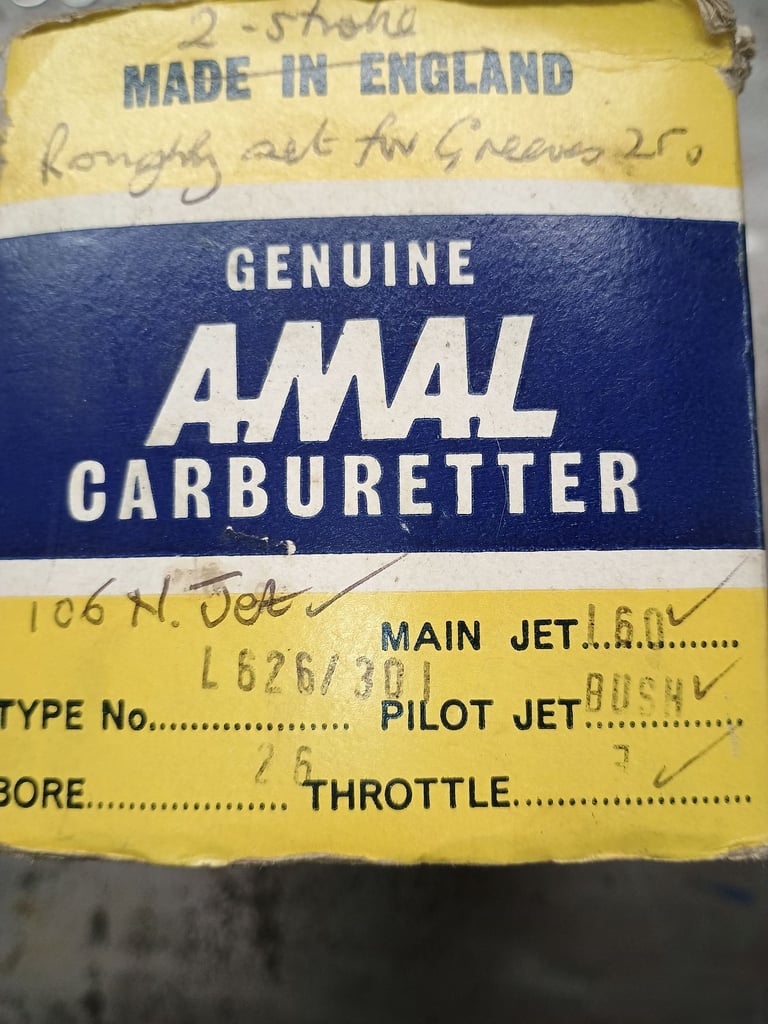 2-stroke
MADE IN ENGLAND
Roughly set for Greeves 250
GENUINE
AMAL
CARBURETTER
106 N. Jet ✓
MAIN JET 160 ✓
L626/301
TYPE No. PILOT JET BUSH ✓
26 3 ✓
BORE THROTTLE